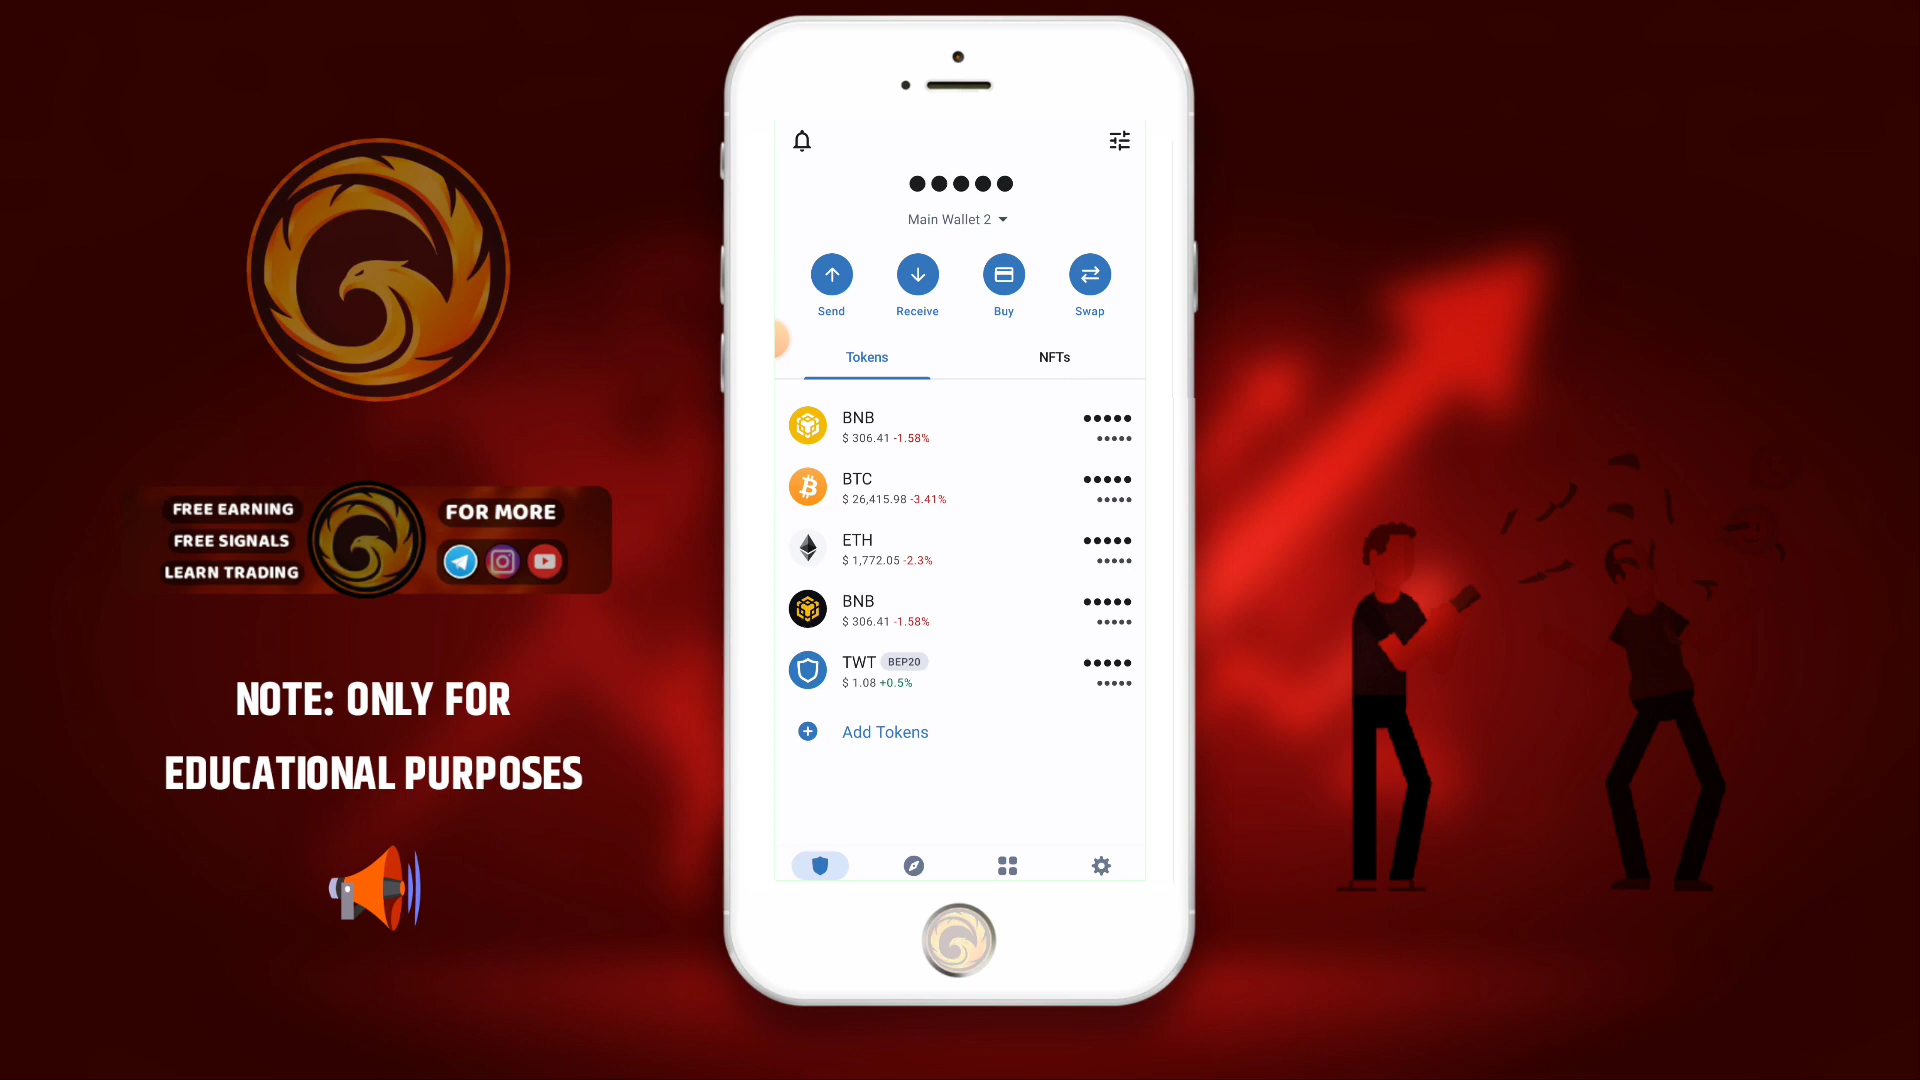 FREE EARNING
FREE SIGNALS
LEARN TRADING
FOR MORE
NOTE: ONLY FOR
EDUCATIONAL PURPOSES
Main Wallet 2
Send
Receive
Buy
Swap
Tokens
NFTs
BNB
$ 306.41 -1.58%
BTC
$ 26,415.98 -3.41%
ETH
$ 1,772.05 -2.3%
BNB
$ 306.41 -1.58%
TWT BEP20
$ 1.08 +0.5%
Add Tokens